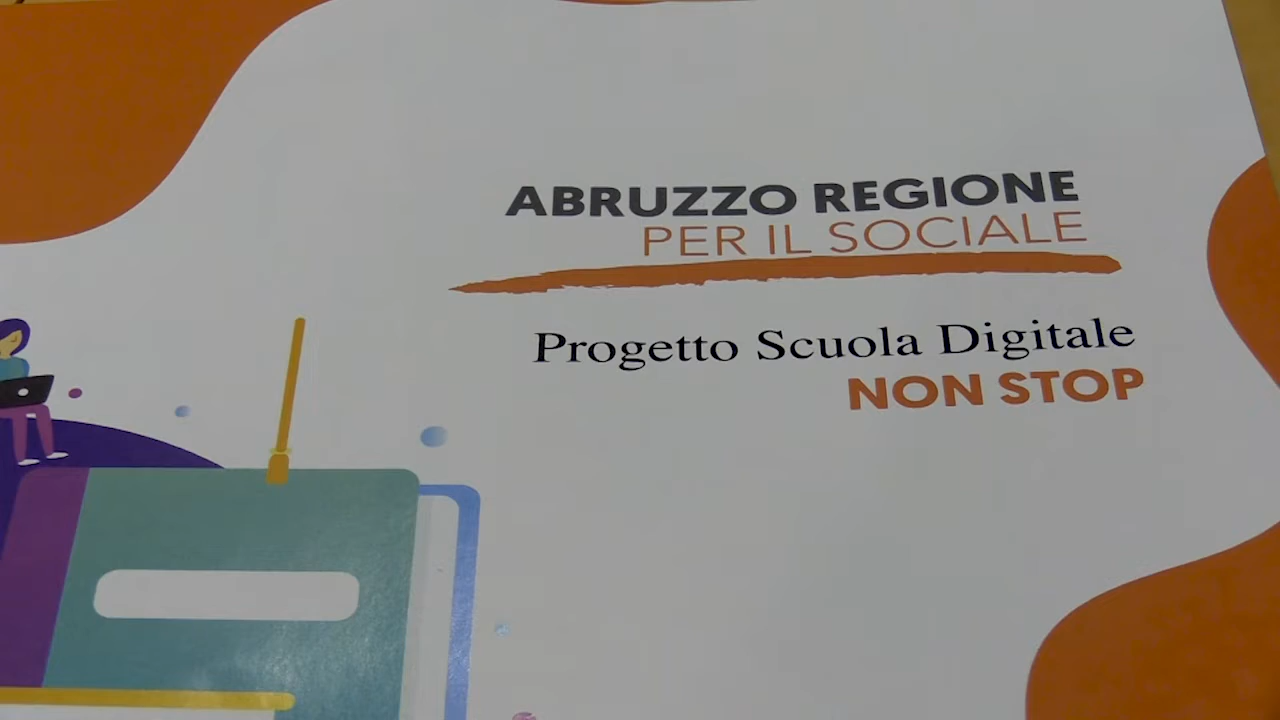 ABRUZZO REGIONE
PER IL SOCIALE
Progetto Scuola Digitale
NON STOP